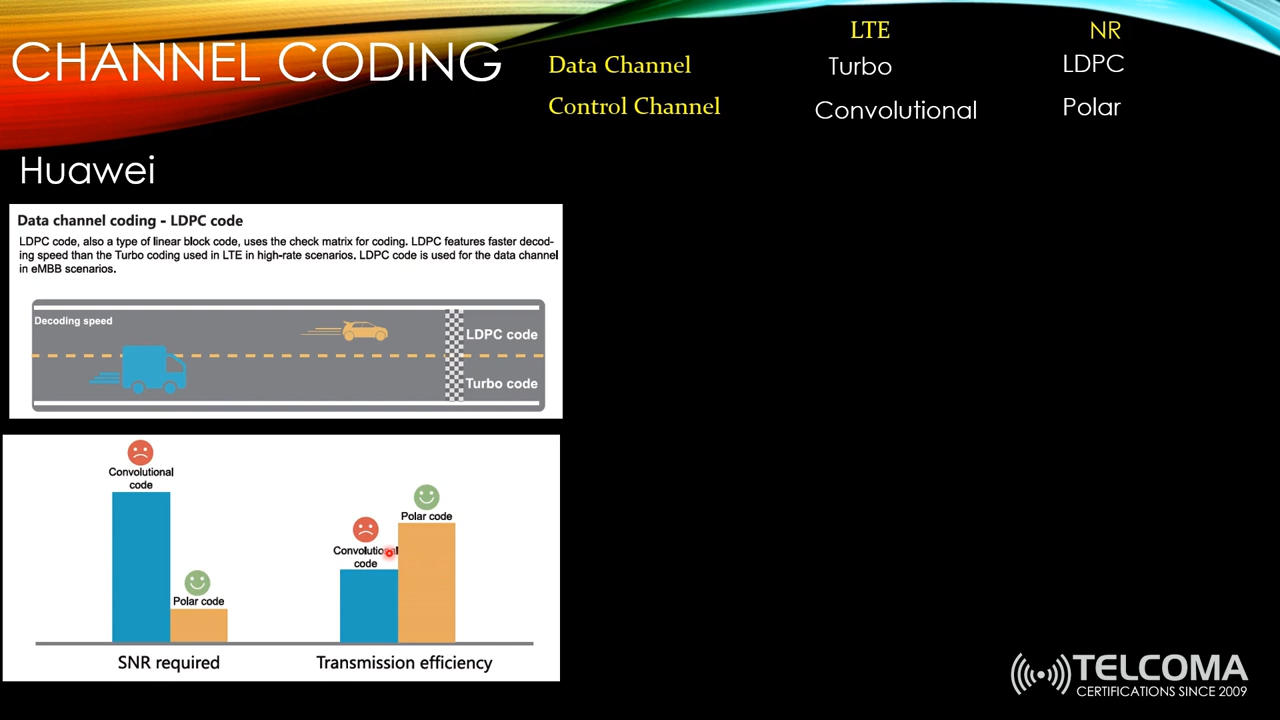 CHANNEL CODING
LTE NR
Data Channel Turbo LDPC
Control Channel Convolutional Polar
Huawei
Data channel coding - LDPC code
LDPC code, also a type of linear block code, uses the check matrix for coding. LDPC features faster decod-
ing speed than the Turbo coding used in LTE in high-rate scenarios. LDPC code is used for the data channel
in eMBB scenarios.
Decoding speed
LDPC code
Turbo code
Convolutional
code
Polar code
Convolutional
code
Polar code
SNR required
Transmission efficiency
TELCOMA
CERTIFICATIONS SINCE 2009